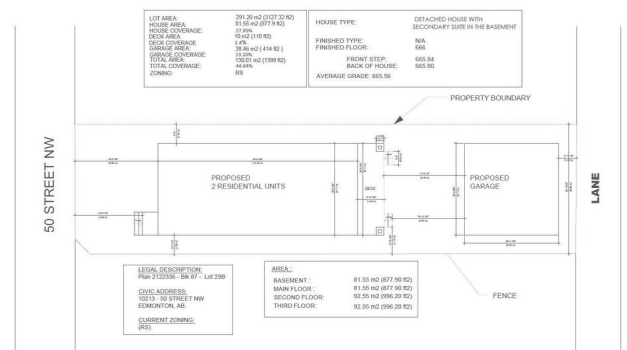 LOT AREA: 291.20 m2 (3127.32 ft2)
HOUSE AREA: 81.55 m2 (877.9 ft2)
HOUSE COVERAGE: 27.95%
DECK AREA 10 m2 (110 ft2)
DECK COVERAGE 3.4%
GARAGE AREA: 38.46 m2 ( 414 ft2 )
GARAGE COVERAGE: 13.20%
TOTAL AREA: 130.01 m2 (1399 ft2)
TOTAL COVERAGE: 44.64%
ZONING: RS
HOUSE TYPE: DETACHED HOUSE WITH
SECONDARY SUITE IN THE BASEMENT
FINISHED TYPE: N/A
FINISHED FLOOR: 666
FRONT STEP: 665.84
BACK OF HOUSE: 665.80
AVERAGE GRADE: 665.56
PROPERTY BOUNDARY
50 STREET NW
PROPOSED
2 RESIDENTIAL UNITS
DECK
PROPOSED
GARAGE
LANE
LEGAL DESCRIPTION:
Plan 2122336 - Blk 67 - Lot 29B
CIVIC ADDRESS:
10213 - 50 STREET NW
EDMONTON, AB.
CURRENT ZONING:
(RS)
AREA :
BASEMENT : 81.55 m2 (877.90 ft2)
MAIN FLOOR : 81.55 m2 (877.90 ft2)
SECOND FLOOR: 92.55 m2 (996.20 ft2)
THIRD FLOOR: 92.55 m2 (996.20 ft2)
FENCE